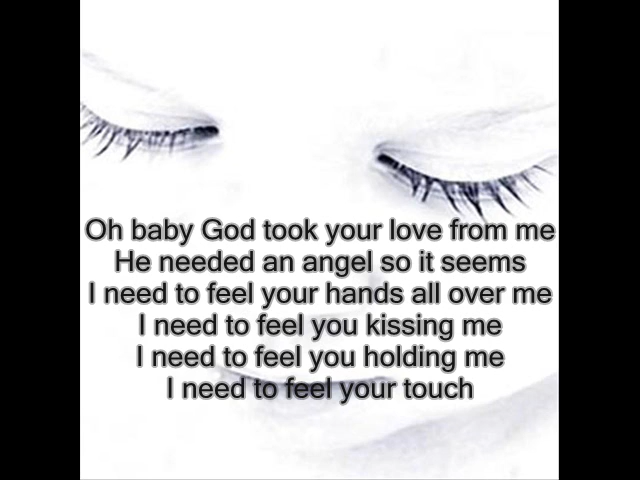 Oh baby God took your love from me
He needed an angel so it seems
I need to feel your hands all over me
I need to feel you kissing me
I need to feel you holding me
I need to feel your touch